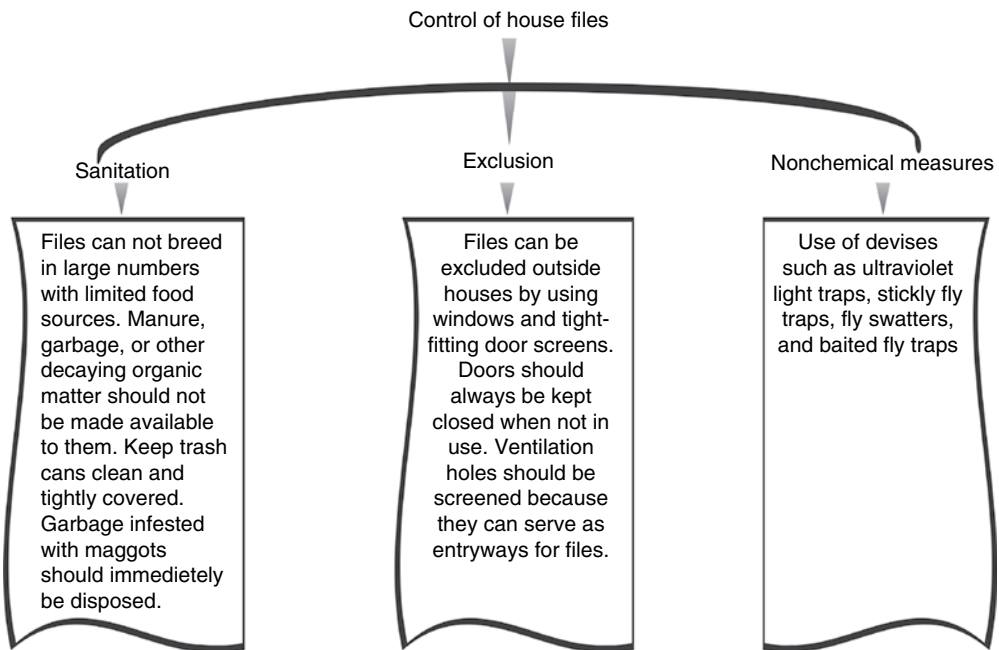 Control of house files
Sanitation
Files can not breed
in large numbers
with limited food
sources. Manure,
garbage, or other
decaying organic
matter should not
be made available
to them. Keep trash
cans clean and
tightly covered.
Garbage infested
with maggots
should immedietely
be disposed.
Exclusion
Files can be
excluded outside
houses by using
windows and tight-
fitting door screens.
Doors should
always be kept
closed when not in
use. Ventilation
holes should be
screened because
they can serve as
entryways for files.
Nonchemical measures
Use of devises
such as ultraviolet
light traps, stickly fly
traps, fly swatters,
and baited fly traps